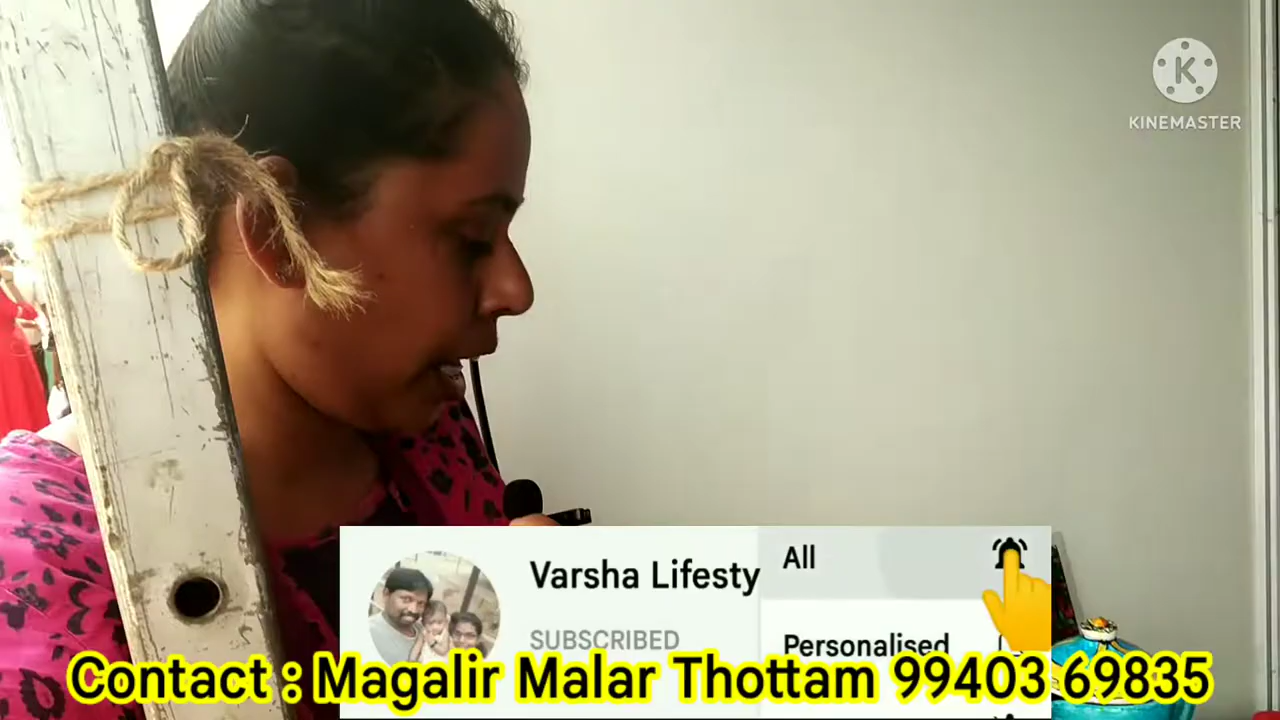 KINEMASTER
Varsha Lifesty
All
SUBSCRIBED
Personalised
Contact : Magalir Malar Thottam 99403 69835